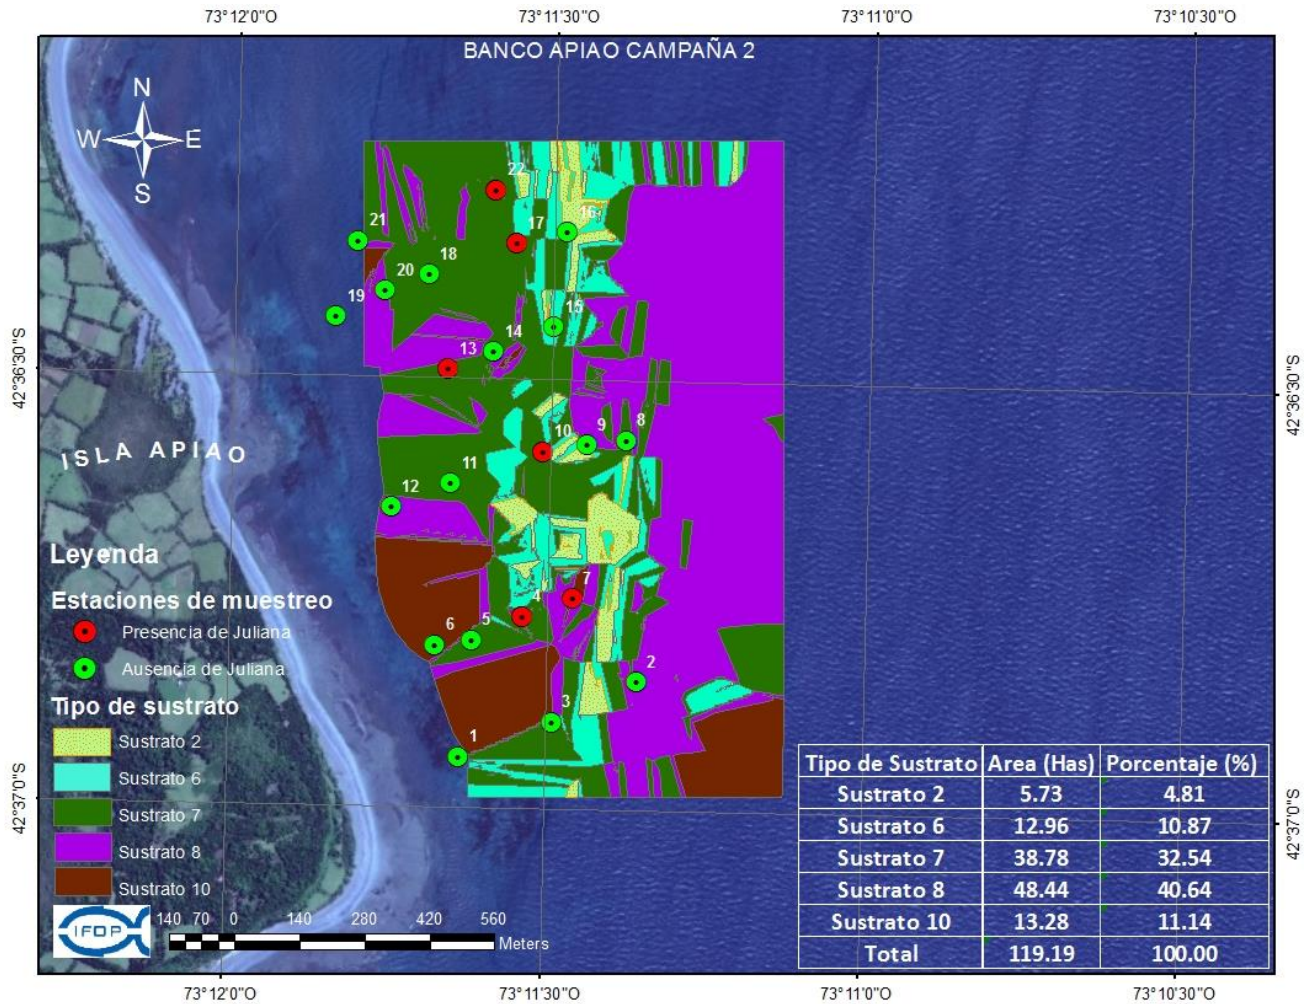 73°12'0"O 73°11'30"O 73°11'0"O 73°10'30"O
BANCO APIAO CAMPAÑA 2
N
W E
S
22
17
16
21
18
20
19
15
14
13
42°36'30"S
42°36'30"S
10
9
8
ISLA APIAO
11
12
Leyenda
Estaciones de muestreo
Presencia de Juliana
Ausencia de Juliana
7
4
5
6
2
3
1
Tipo de sustrato
Sustrato 2
Sustrato 6
Sustrato 7
Sustrato 8
Sustrato 10
42°37'0"S
42°37'0"S
IFOP
140 70 0 140 280 420 560
Meters
Tipo de Sustrato Area (Has) Porcentaje (%)
Sustrato 2 5.73 4.81
Sustrato 6 12.96 10.87
Sustrato 7 38.78 32.54
Sustrato 8 48.44 40.64
Sustrato 10 13.28 11.14
Total 119.19 100.00
73°12'0"O 73°11'30"O 73°11'0"O 73°10'30"O